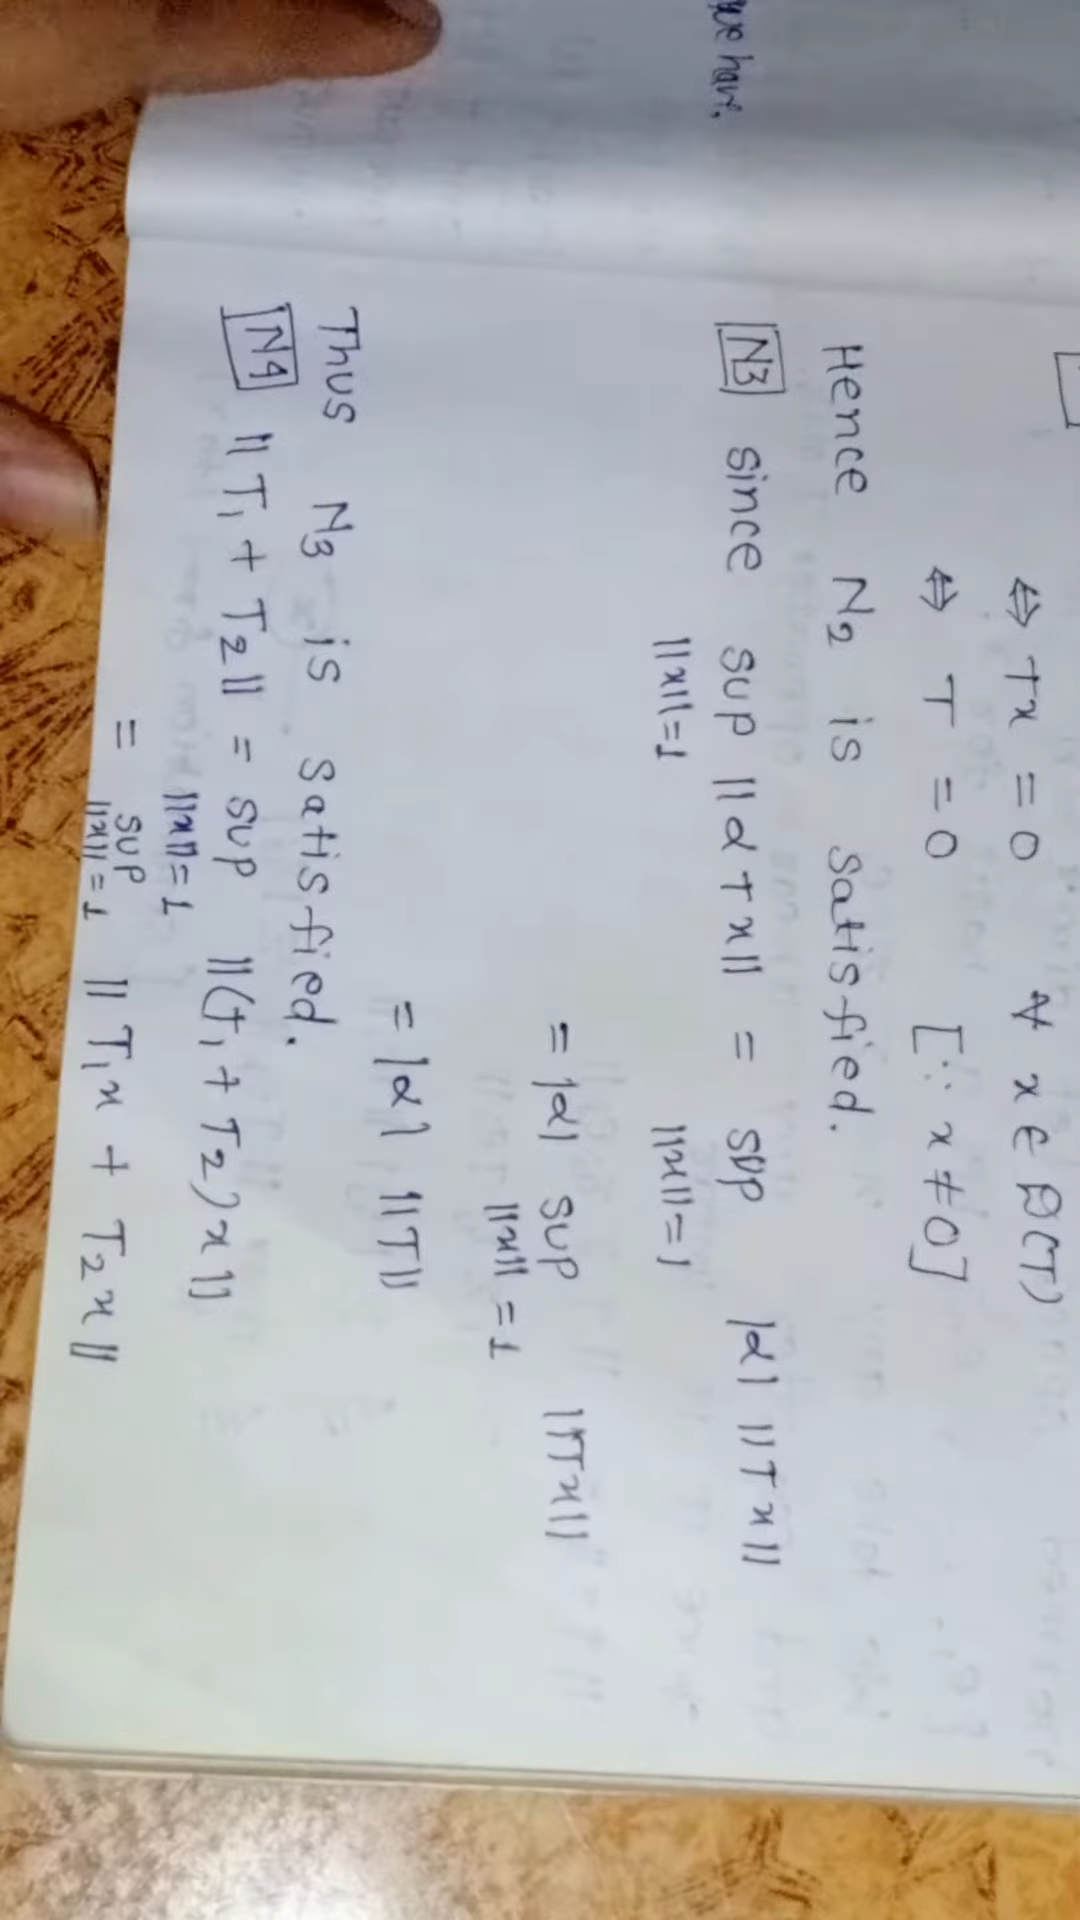 we have,
⇔ Tx = 0 ∀ x ∈ D(T)
⇔ T = 0 [∵ x ≠ 0]
Hence N2 is satisfied.
N3 since sup ||αTx|| = sup |α| ||Tx||
||x||=1 ||x||=1
= |α| sup ||Tx||
||x||=1
= |α| ||T||
Thus N3 is satisfied.
N4 ||T1 + T2|| = sup ||(T1 + T2)x||
||x||=1
= sup ||T1x + T2x||
||x||=1